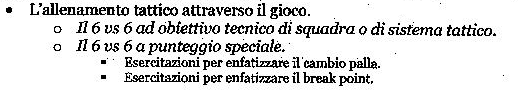 • L'allenamento tattico attraverso il gioco.
o Il 6 vs 6 ad obiettivo tecnico di squadra o di sistema tattico.
o Il 6 vs 6 a punteggio speciale.
▪ Esercitazioni per enfatizzare il cambio palla.
▪ Esercitazioni per enfatizzare il break point.